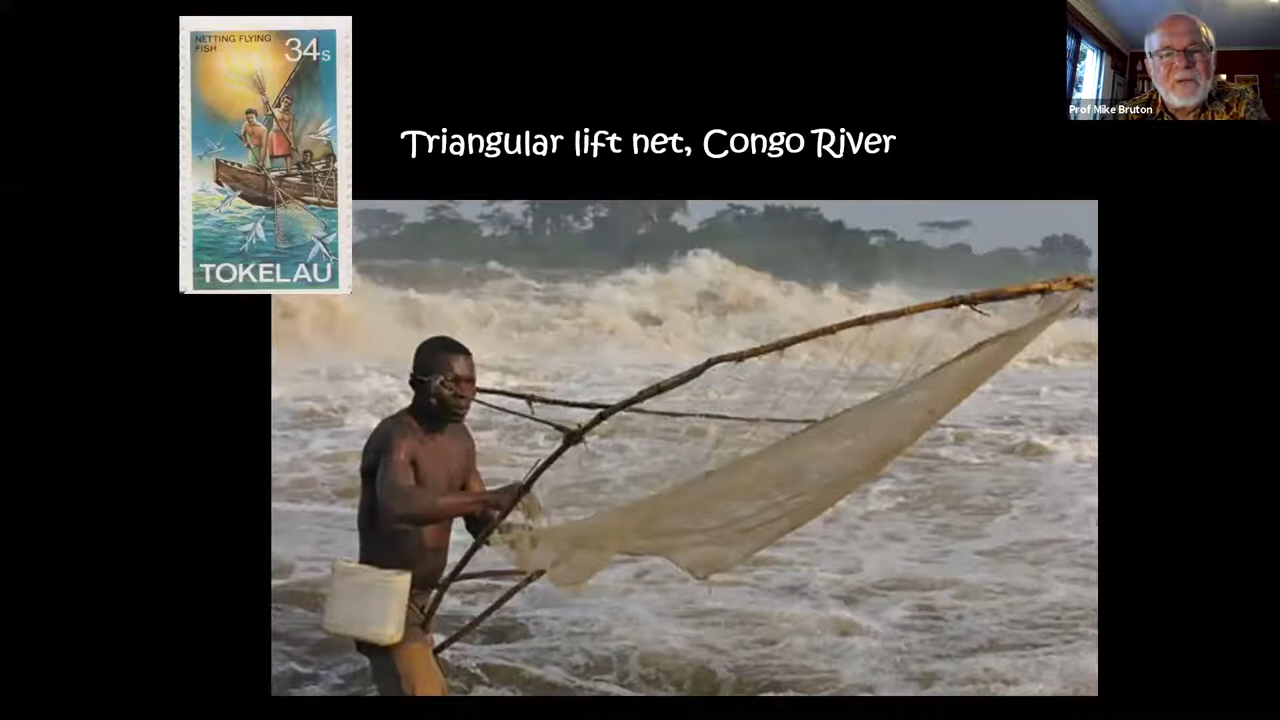 NETTING FLYING
FISH
34s
TOKELAU
Triangular lift net, Congo River
Prof Mike Bruton